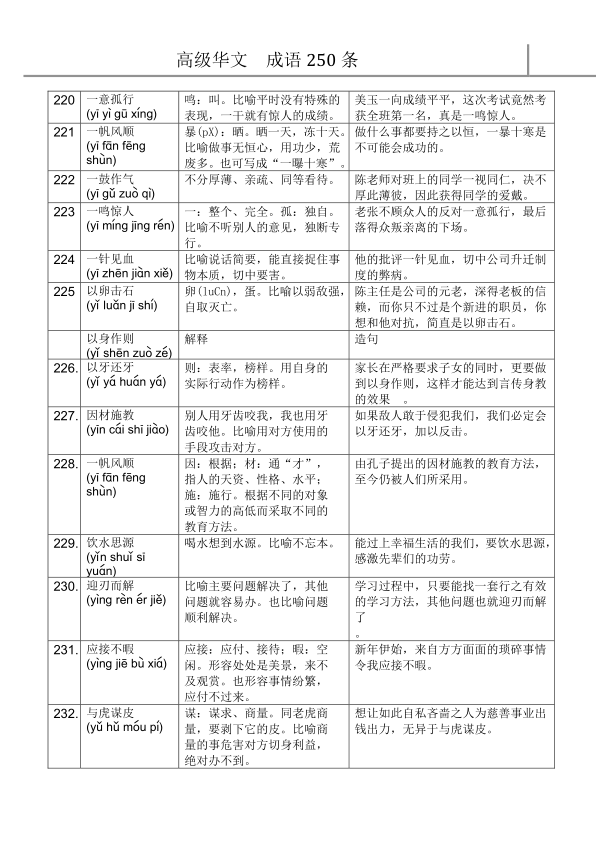 高级华文 成语 250 条
220 一意孤行 鸣：叫。比喻平时没有特殊的 美玉一向成绩平平，这次考试竟然考
(yī yì gū xíng) 表现，一干就有惊人的成绩。 获全班第一名，真是一鸣惊人。
221 一帆风顺 暴(pX)：晒。晒一天，冻十天。 做什么事都要持之以恒，一暴十寒是
(yī fān fēng 比喻做事无恒心，用功少，荒 不可能会成功的。
shùn) 废多。也可写成“一曝十寒”。
222 一鼓作气 不分厚薄、亲疏、同等看待。 陈老师对班上的同学一视同仁，决不
(yī gǔ zuò qì) 厚此薄彼，因此获得同学的爱戴。
223 一鸣惊人 一：整个、完全。孤：独自。 老张不顾众人的反对一意孤行，最后
(yī míng jīng rén) 比喻不听别人的意见，独断专 落得众叛亲离的下场。
行。
224 一针见血 比喻说话简要，能直接捉住事 他的批评一针见血，切中公司升迁制
(yī zhēn jiàn xiě) 物本质，切中要害。 度的弊病。
225 以卵击石 卵(luCn)，蛋。比喻以弱敌强， 陈主任是公司的元老，深得老板的信
(yǐ luǎn jī shí) 自取灭亡。 赖，而你只不过是个新进的职员，你
想和他对抗，简直是以卵击石。
以身作则 解释 造句
(yǐ shēn zuò zé)
226. 以牙还牙 则：表率，榜样。用自身的 家长在严格要求子女的同时，更要做
(yǐ yá huán yá) 实际行动作为榜样。 到以身作则，这样才能达到言传身教
的效果 。
227. 因材施教 别人用牙齿咬我，我也用牙 如果敌人敢于侵犯我们，我们必定会
(yīn cái shī jiào) 齿咬他。比喻用对方使用的 以牙还牙，加以反击。
手段攻击对方。
228. 一帆风顺 因：根据；材：通“才”， 由孔子提出的因材施教的教育方法，
(yī fān fēng 指人的天资、性格、水平； 至今仍被人们所采用。
shùn) 施：施行。根据不同的对象
或智力的高低而采取不同的
教育方法。
229. 饮水思源 喝水想到水源。比喻不忘本。 能过上幸福生活的我们，要饮水思源，
(yǐn shuǐ sī 感激先辈们的功劳。
yuán)
230. 迎刃而解 比喻主要问题解决了，其他 学习过程中，只要能找一套行之有效
(yìng rèn ér jiě) 问题就容易办。也比喻问题 的学习方法，其他问题也就迎刃而解
顺利解决。 了
。
231. 应接不暇 应接；应付、接待；暇：空 新年伊始，来自方方面面的琐碎事情
(yìng jiē bù xiá) 闲。形容处处是美景，来不 令我应接不暇。
及观赏。也形容事情纷繁，
应付不过来。
232. 与虎谋皮 谋：谋求、商量。同老虎商 想让如此自私吝啬之人为慈善事业出
(yǔ hǔ móu pí) 量，要剥下它的皮。比喻商 钱出力，无异于与虎谋皮。
量的事危害对方切身利益，
绝对办不到。